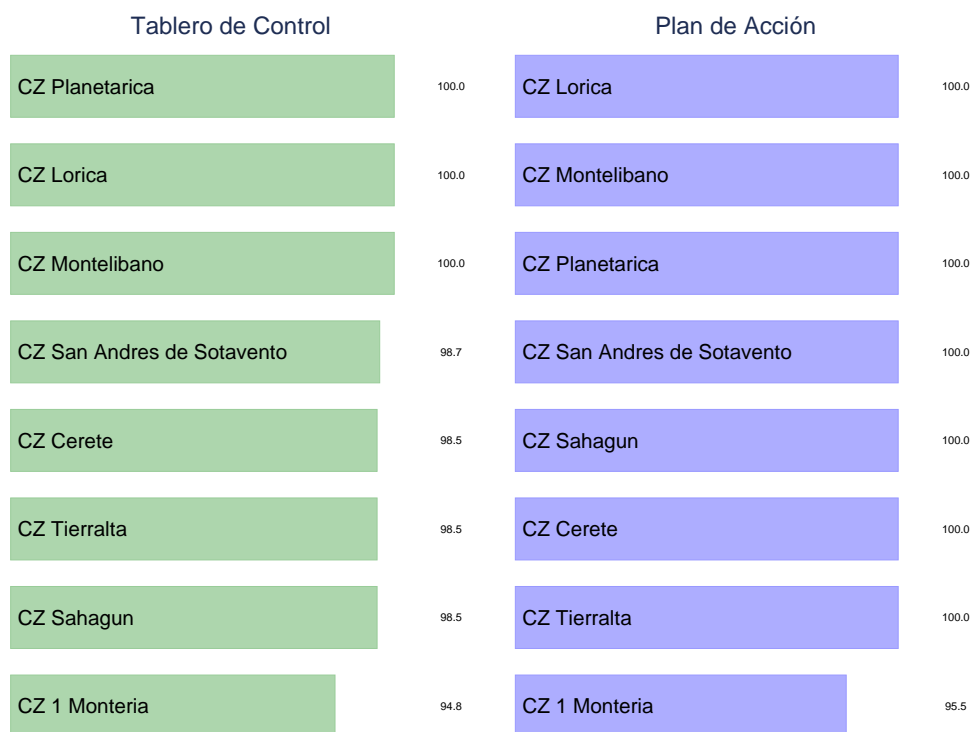 Tablero de Control
CZ Planetarica 100.0
CZ Lorica 100.0
CZ Montelibano 100.0
CZ San Andres de Sotavento 98.7
CZ Cerete 98.5
CZ Tierralta 98.5
CZ Sahagun 98.5
CZ 1 Monteria 94.8
Plan de Acción
CZ Lorica 100.0
CZ Montelibano 100.0
CZ Planetarica 100.0
CZ San Andres de Sotavento 100.0
CZ Sahagun 100.0
CZ Cerete 100.0
CZ Tierralta 100.0
CZ 1 Monteria 95.5